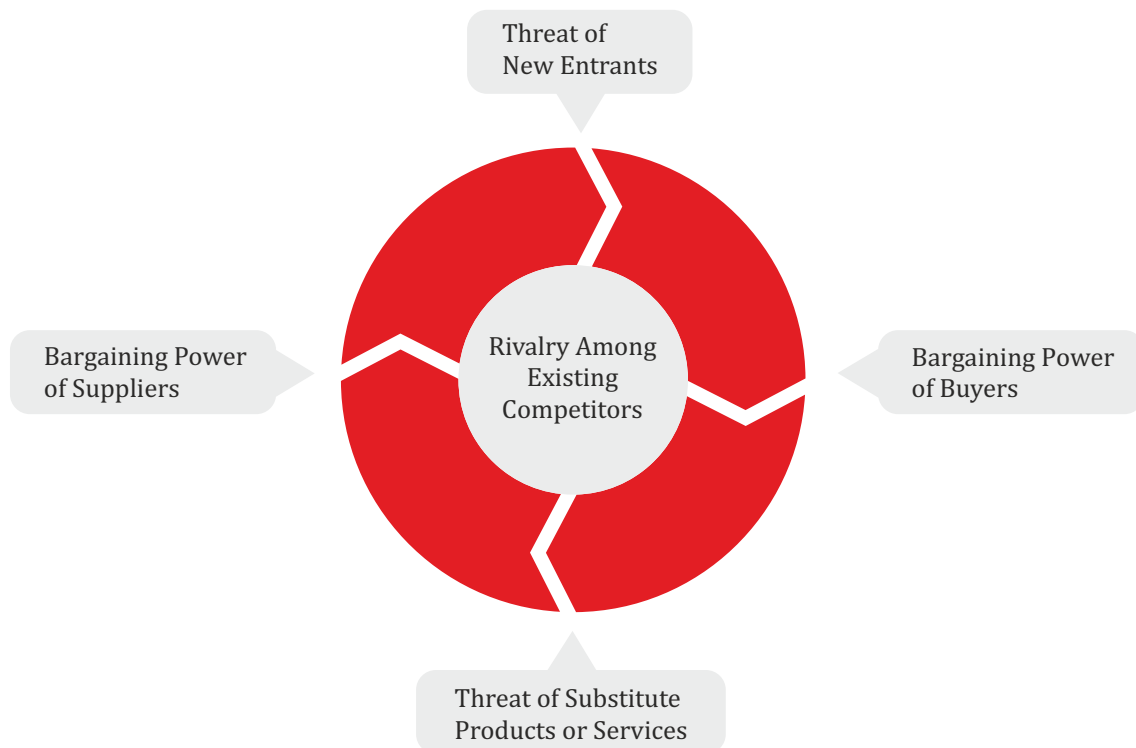 Threat of
New Entrants
Bargaining Power
of Suppliers
Rivalry Among
Existing
Competitors
Bargaining Power
of Buyers
Threat of Substitute
Products or Services